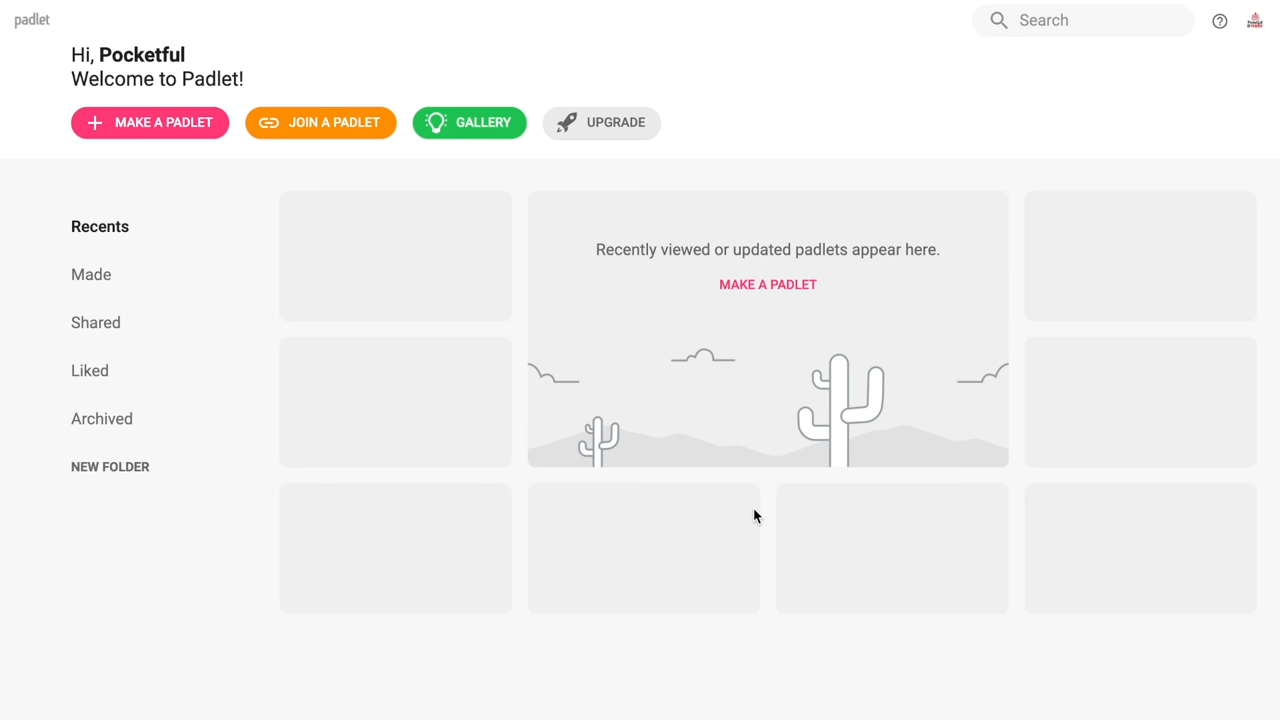 padlet
Search
Hi, Pocketful
Welcome to Padlet!
MAKE A PADLET
JOIN A PADLET
GALLERY
UPGRADE
Recents
Made
Shared
Liked
Archived
NEW FOLDER
Recently viewed or updated padlets appear here.
MAKE A PADLET